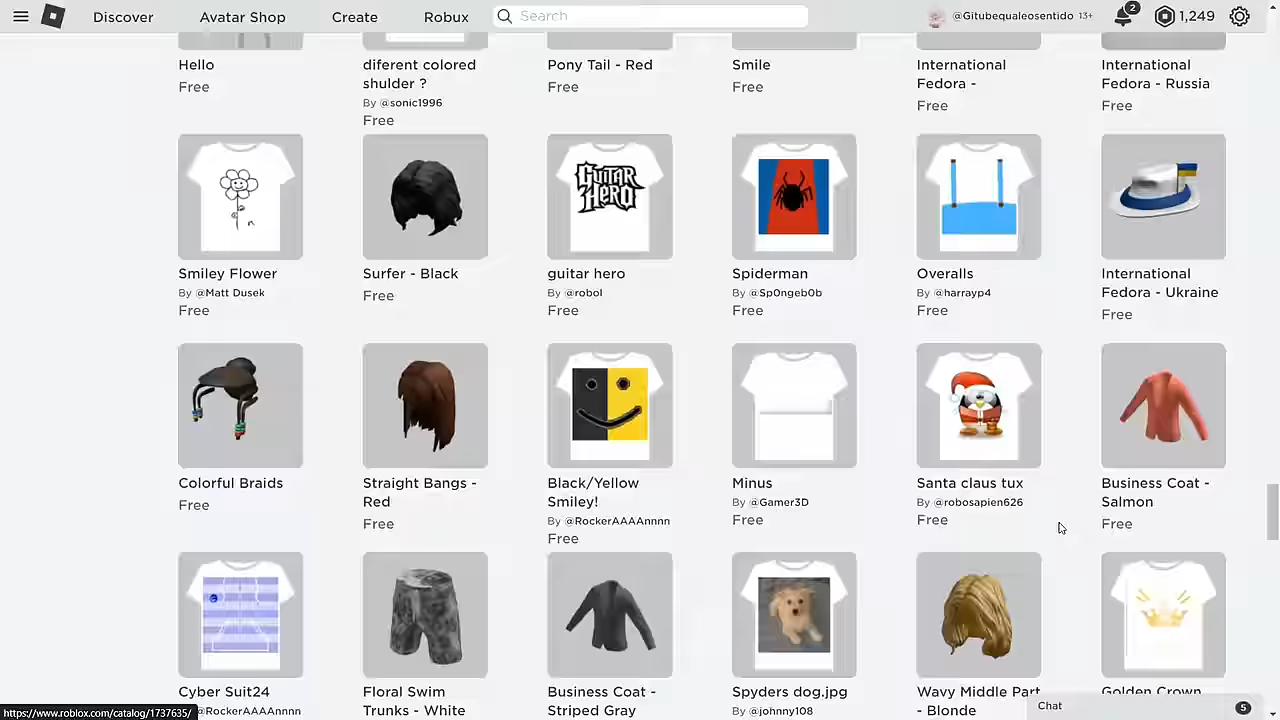 Discover
Avatar Shop
Create
Robux
Search
@Gitubequaleosentido 13+
2
1,249
Hello
Free
diferent colored
shulder ?
By @sonic1996
Free
Pony Tail - Red
Free
Smile
Free
International
Fedora -
Free
International
Fedora - Russia
Free
Smiley Flower
By @Matt Dusek
Free
Surfer - Black
Free
GUITAR
HERO
guitar hero
By @robol
Free
Spiderman
By @Sp0ngeb0b
Free
Overalls
By @harrayp4
Free
International
Fedora - Ukraine
Free
Colorful Braids
Free
Straight Bangs -
Red
Free
Black/Yellow
Smiley!
By @RockerAAAAnnnn
Free
Minus
By @Gamer3D
Free
Santa claus tux
By @robosapien626
Free
Business Coat -
Salmon
Free
Cyber Suit24
@RockerAAAAnnnn
Floral Swim
Trunks - White
Business Coat -
Striped Gray
Spyders dog.jpg
By @johnny108
Wavy Middle Part
- Blonde
Golden Crown
Chat
5
https://www.roblox.com/catalog/1737635/